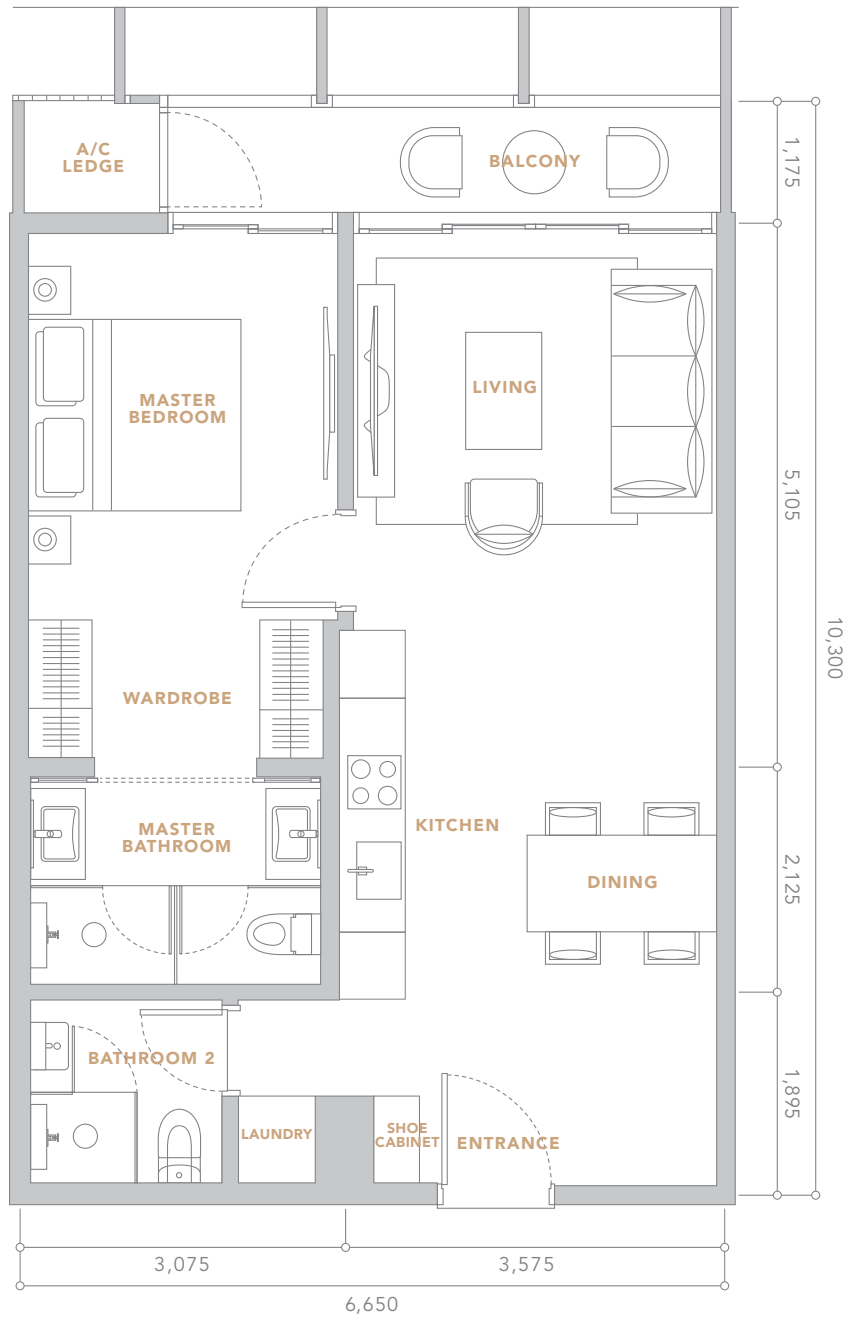 A/C
LEDGE
BALCONY
1,175
MASTER
BEDROOM
LIVING
5,105
10,300
WARDROBE
MASTER
BATHROOM
KITCHEN
DINING
2,125
BATHROOM 2
LAUNDRY
SHOE
CABINET
ENTRANCE
1,895
3,075
3,575
6,650